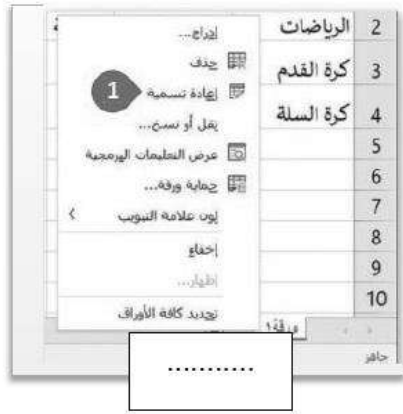 2 الرياضات
3 كرة القدم
4 كرة السلة
5
6
7
8
9
10
إدراج...
حذف
إعادة تسمية
1
نقل أو نسخ...
عرض التعليمات البرمجية
حماية ورقة...
لون علامة التبويب
إخفاء
إظهار...
تحديد كافة الأوراق
ورقة1
جاهز
...........